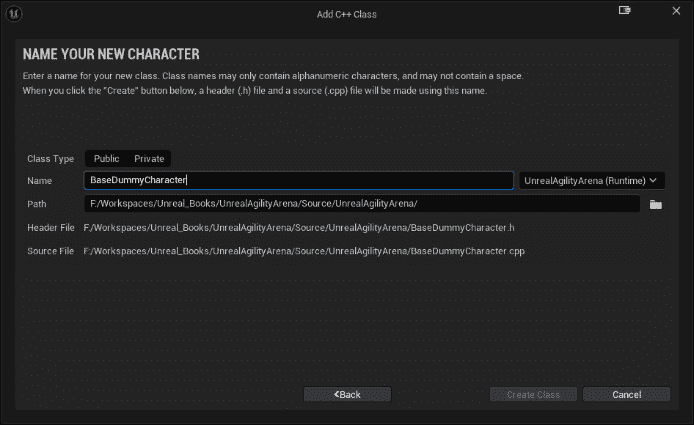 Add C++ Class
NAME YOUR NEW CHARACTER
Enter a name for your new class. Class names may only contain alphanumeric characters, and may not contain a space.
When you click the "Create" button below, a header (.h) file and a source (.cpp) file will be made using this name.
Class Type Public Private
Name BaseDummyCharacter UnrealAgilityArena (Runtime)
Path F:/Workspaces/Unreal_Books/UnrealAgilityArena/Source/UnrealAgilityArena/
Header File F:/Workspaces/Unreal_Books/UnrealAgilityArena/Source/UnrealAgilityArena/BaseDummyCharacter.h
Source File F:/Workspaces/Unreal_Books/UnrealAgilityArena/Source/UnrealAgilityArena/BaseDummyCharacter.cpp
<Back Create Class Cancel